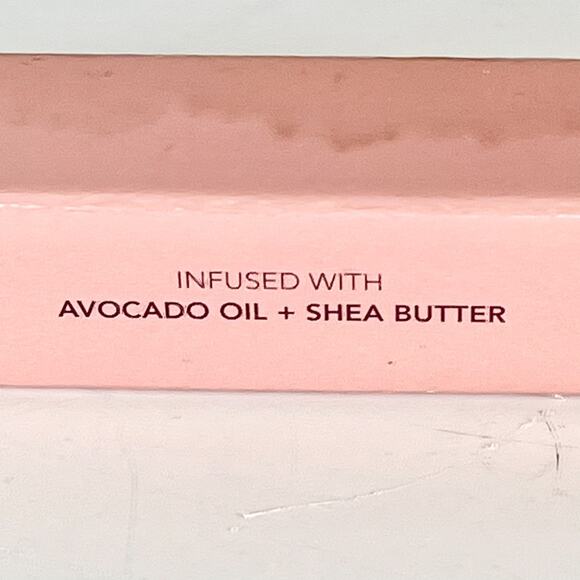 INFUSED WITH
AVOCADO OIL + SHEA BUTTER